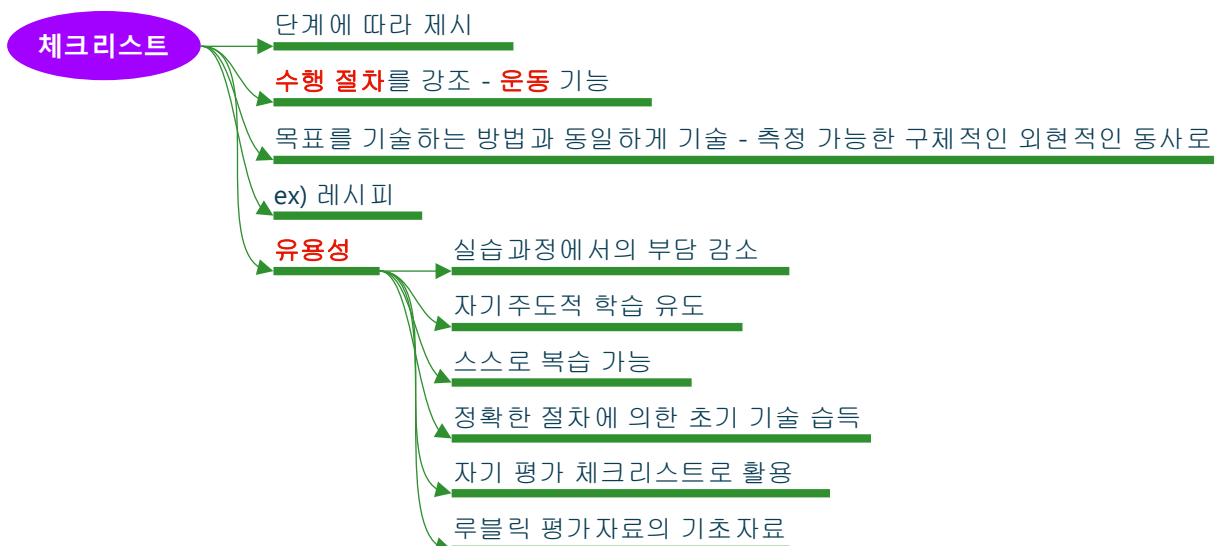 체크리스트
단계에 따라 제시
수행 절차를 강조 - 운동 기능
목표를 기술하는 방법과 동일하게 기술 - 측정 가능한 구체적인 외현적인 동사로
ex) 레시피
유용성
실습과정에서의 부담 감소
자기주도적 학습 유도
스스로 복습 가능
정확한 절차에 의한 초기 기술 습득
자기 평가 체크리스트로 활용
루블릭 평가자료의 기초자료